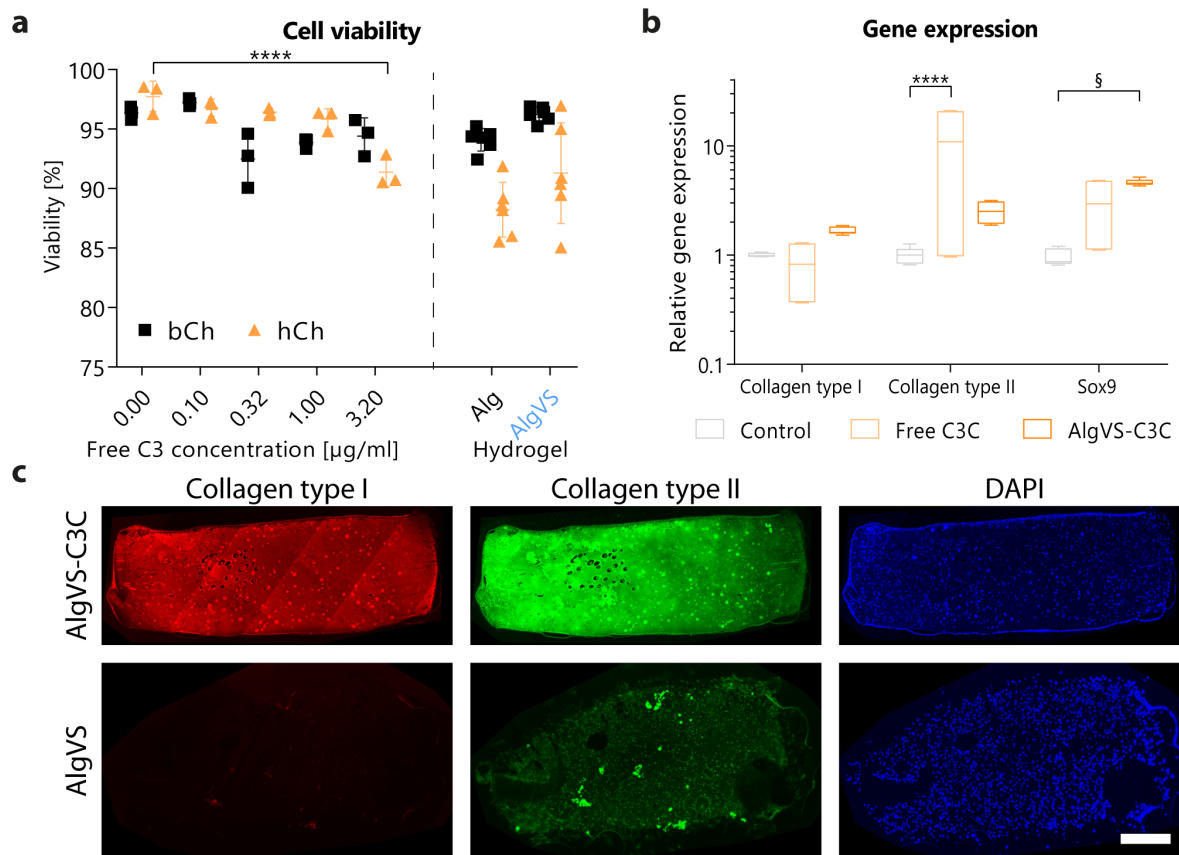 a
Cell viability
****
100
95
90
85
80
75
Viability [%]
bCh
hCh
0.00
0.10
0.32
1.00
3.20
Alg
AlgVS
Free C3 concentration [µg/ml]
Hydrogel
b
Gene expression
****
§
10
1
0.1
Relative gene expression
Collagen type I
Collagen type II
Sox9
Control
Free C3C
AlgVS-C3C
c
Collagen type I
Collagen type II
DAPI
AlgVS-C3C
AlgVS